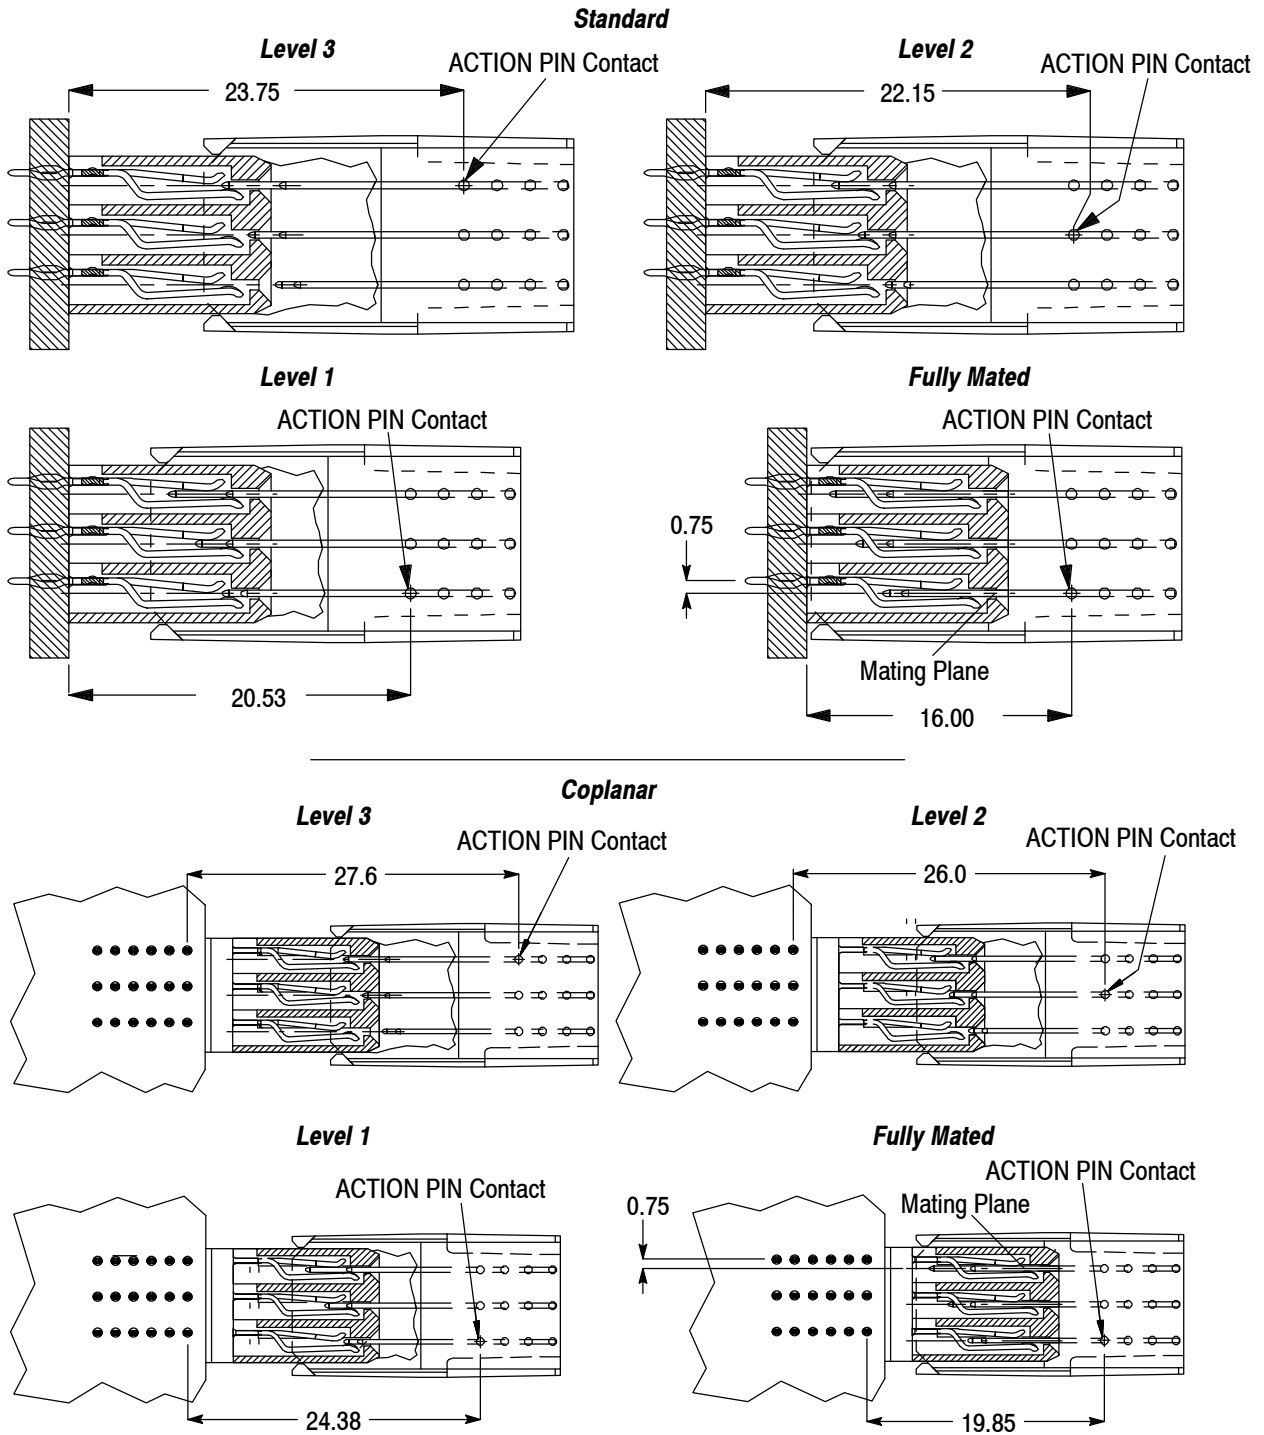 Standard
Level 3
ACTION PIN Contact
23.75
Level 2
ACTION PIN Contact
22.15
Level 1
ACTION PIN Contact
20.53
Fully Mated
ACTION PIN Contact
0.75
Mating Plane
16.00
Coplanar
Level 3
ACTION PIN Contact
27.6
Level 2
ACTION PIN Contact
26.0
Level 1
ACTION PIN Contact
24.38
Fully Mated
ACTION PIN Contact
Mating Plane
0.75
19.85